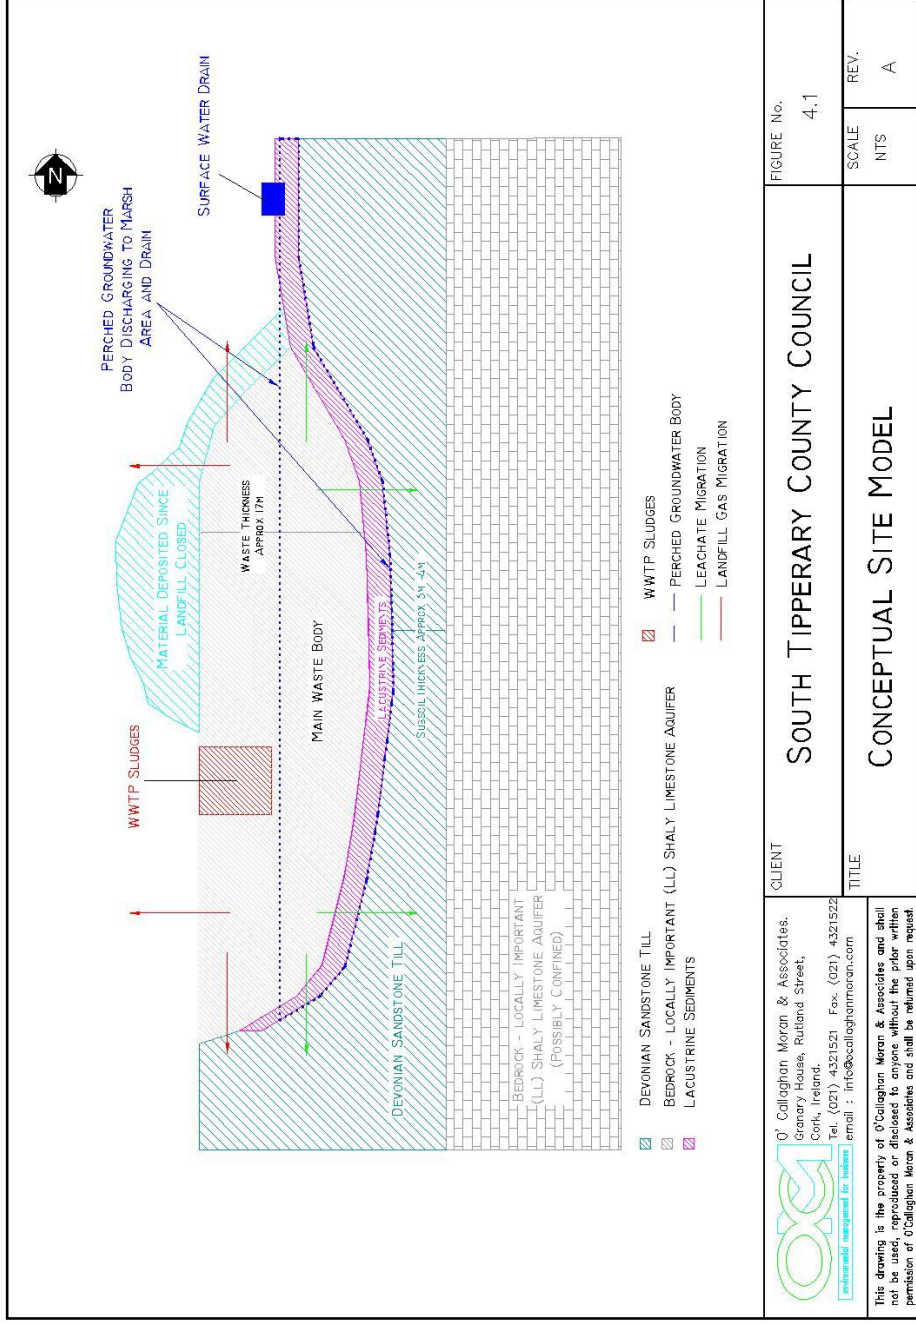 N
PERCHED GROUNDWATER
BODY DISCHARGING TO MARSH
AREA AND DRAIN
SURFACE WATER DRAIN
MATERIAL DEPOSITED SINCE
LANDFILL CLOSED
WWTP SLUDGES
WASTE THICKNESS
APPROX 17M
MAIN WASTE BODY
LACUSTRINE SEDIMENTS
SUBSOIL THICKNESS APPROX 3M -4M
DEVONIAN SANDSTONE TILL
BEDROCK - LOCALLY IMPORTANT
(LL) SHALY LIMESTONE AQUIFER
(POSSIBLY CONFINED)
DEVONIAN SANDSTONE TILL
BEDROCK - LOCALLY IMPORTANT (LL) SHALY LIMESTONE AQUIFER
LACUSTRINE SEDIMENTS
WWTP SLUDGES
PERCHED GROUNDWATER BODY
LEACHATE MIGRATION
LANDFILL GAS MIGRATION
OCM
environmental management for business
O' Callaghan Moran & Associates.
Granary House, Rutland Street,
Cork, Ireland.
Tel. (021) 4321521 Fax. (021) 4321522
email : info@ocallaghanmoran.com
This drawing is the property of O'Callaghan Moran & Associates and shall
not be used, reproduced or disclosed to anyone without the prior written
permission of O'Callaghan Moran & Associates and shall be returned upon request.
CLIENT
SOUTH TIPPERARY COUNTY COUNCIL
TITLE
CONCEPTUAL SITE MODEL
FIGURE No.
4.1
SCALE
NTS
REV.
A